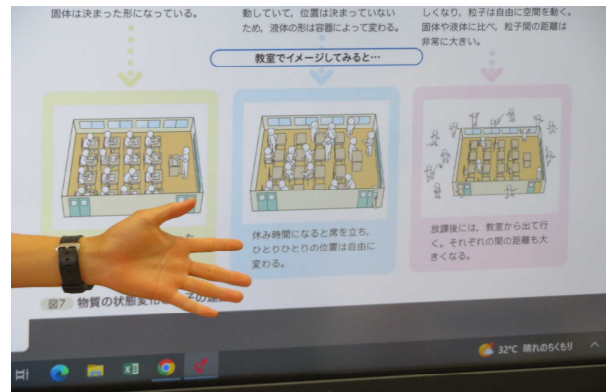 固体は決まった形になっている。
動していて，位置は決まっていない
ため，液体の形は容器によって変わる。
しくなり，粒子は自由に空間を動く。
固体や液体に比べ，粒子間の距離は
非常に大きい。
教室でイメージしてみると…
休み時間になると席を立ち，
ひとりひとりの位置は自由に
変わる。
放課後には，教室から出て行
く。それぞれの間の距離も大
きくなる。
図7 物質の状態変化
32°C 晴れのちくもり